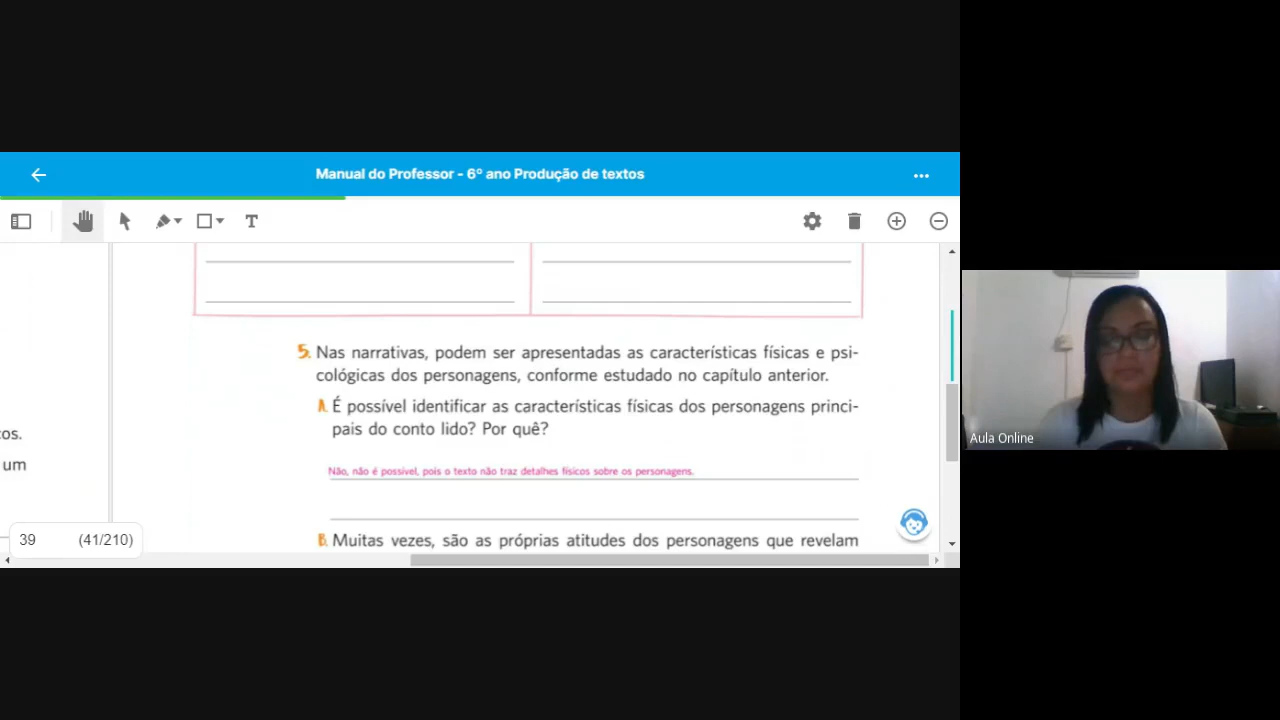 Manual do Professor - 6º ano Produção de textos
T
5. Nas narrativas, podem ser apresentadas as características físicas e psi-
cológicas dos personagens, conforme estudado no capítulo anterior.
A. É possível identificar as características físicas dos personagens princi-
pais do conto lido? Por quê?
Não, não é possível, pois o texto não traz detalhes físicos sobre os personagens.
B. Muitas vezes, são as próprias atitudes dos personagens que revelam
cos.
um
39 (41/210)
Aula Online